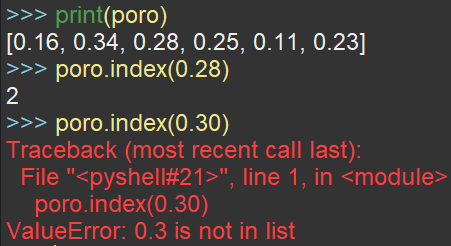 >>> print(poro)
[0.16, 0.34, 0.28, 0.25, 0.11, 0.23]
>>> poro.index(0.28)
2
>>> poro.index(0.30)
Traceback (most recent call last):
  File "<pyshell#21>", line 1, in <module>
    poro.index(0.30)
ValueError: 0.3 is not in list